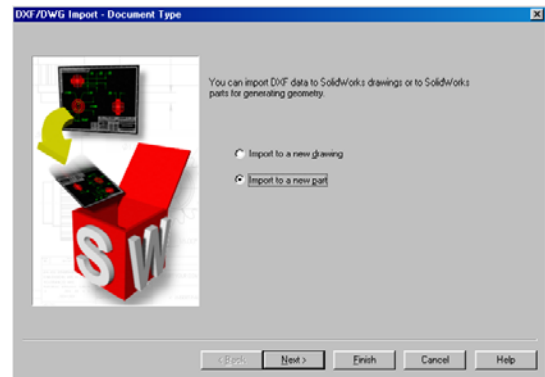 DXF/DWG Import - Document Type
You can import DXF data to SolidWorks drawings or to SolidWorks
parts for generating geometry.
Import to a new drawing
Import to a new part
SW
< Back Next > Finish Cancel Help